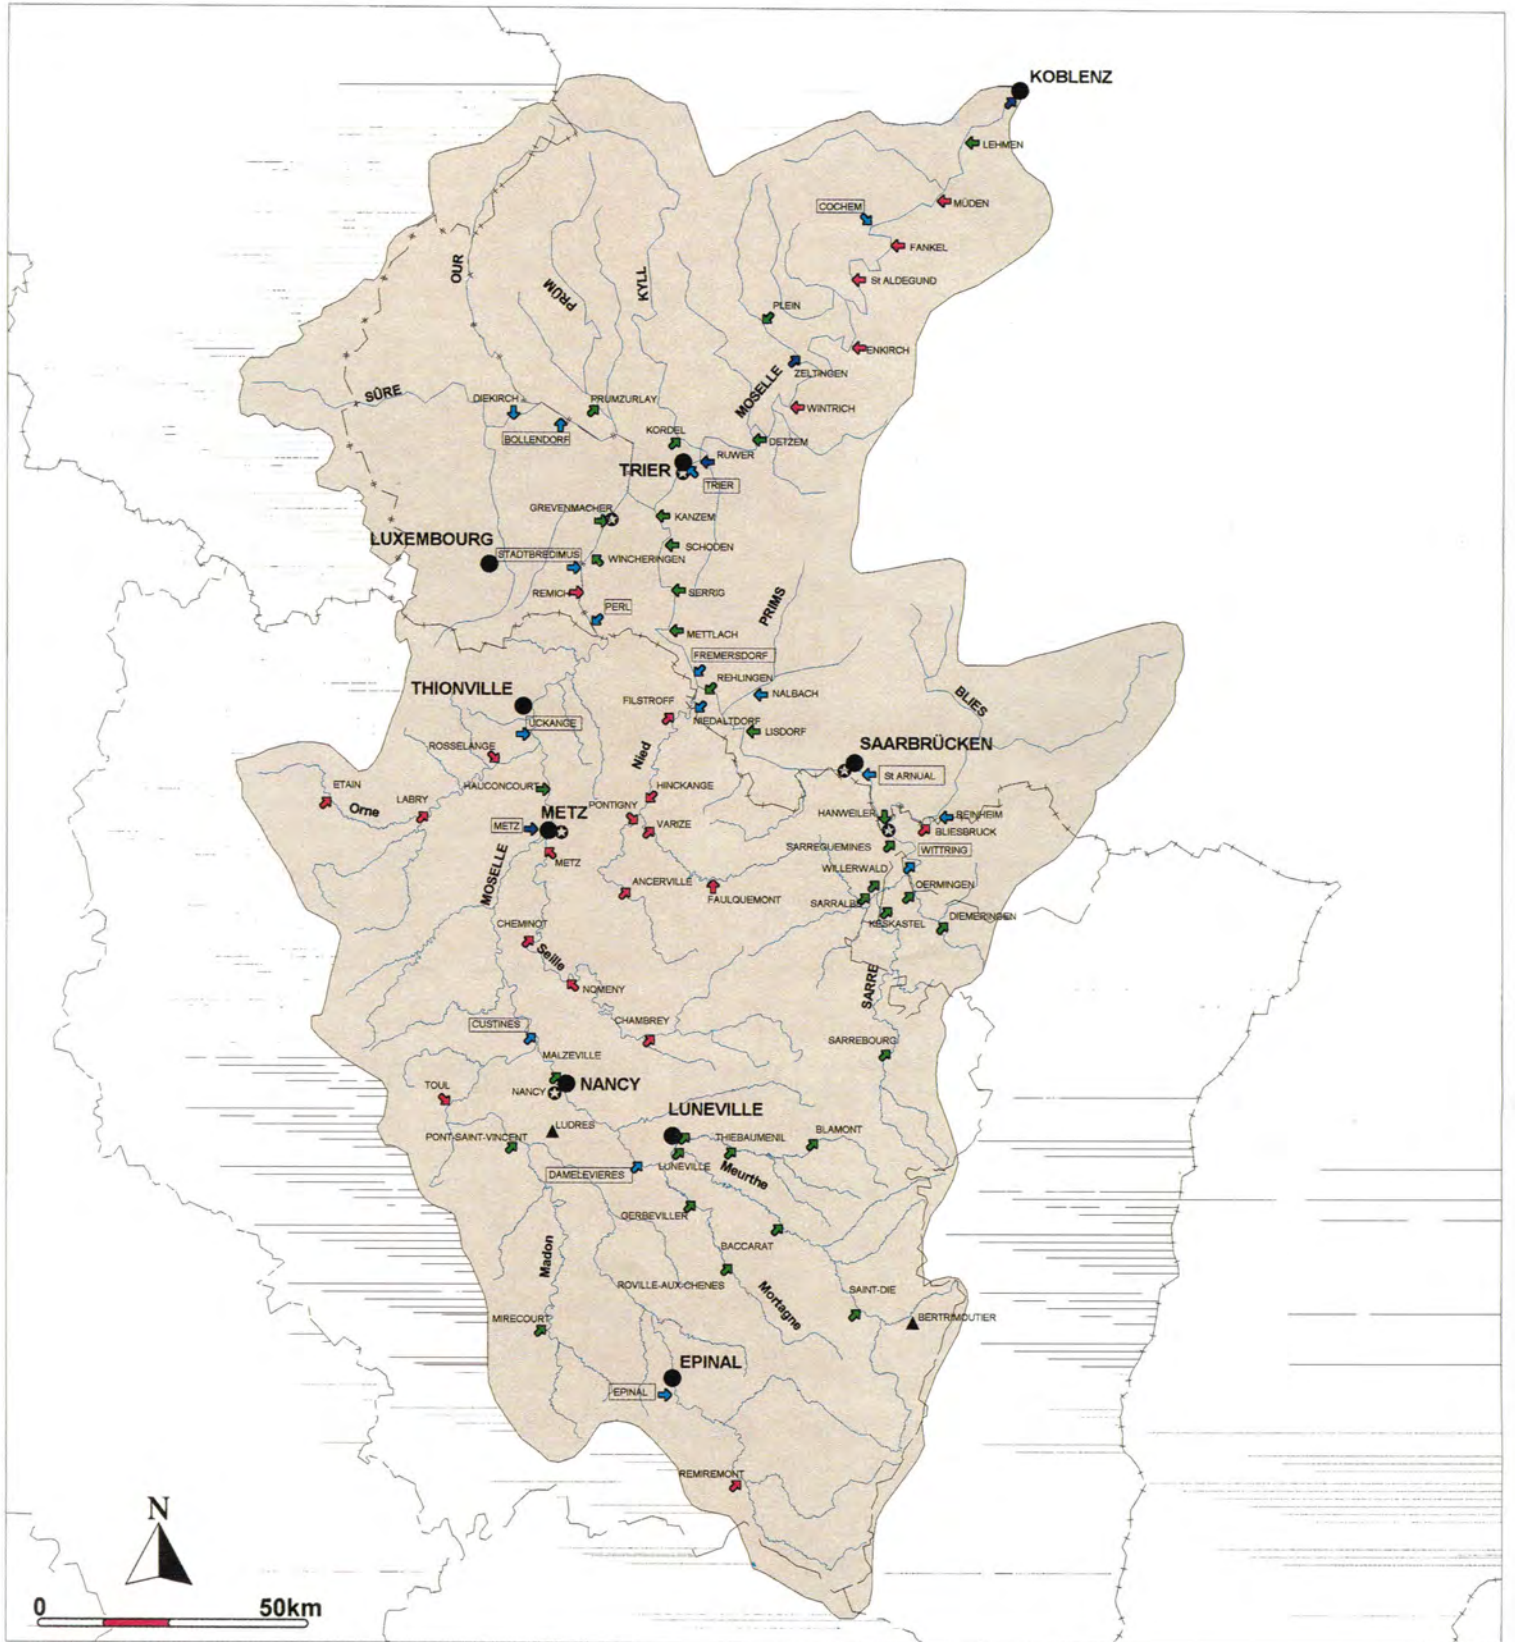 KOBLENZ
LEHMEN
MÜDEN
COCHEM
FANKEL
OUR
KYLL
PRÜM
St ALDEGUND
PLEIN
ENKIRCH
ZELTINGEN
MOSELLE
SÜRE
DIEKIRCH
PRUMZURLAY
WINTRICH
BOLLENDORF
KORDEL
DETZEM
RUWER
TRIER
TRIER
GREVENMACHER
KANZEM
LUXEMBOURG
SCHODEN
STADTBREDIMUS
WINCHERINGEN
REMICH
SERRIG
PERL
PRIMS
METTLACH
FREMERSDORF
REHLINGEN
THIONVILLE
NALBACH
BLIES
FILSTROFF
UCKANGE
NIEDALTDORF
LISDORF
ROSSELANGE
Nied
SAARBRÜCKEN
St ARNUAL
ETAIN
HAUCONCOURT
HINCKANGE
LABRY
Orne
PONTIGNY
METZ
HANWEILER
REINHEIM
METZ
VARIZE
BLIESBRUCK
SARREGUEMINES
WITTRING
METZ
WILLERWALD
MOSELLE
ANCERVILLE
OERMINGEN
FAULQUEMONT
SARRALBE
KESKASTEL
DIEMERINGEN
CHEMINOT
Seille
SARRE
NOMENY
CUSTINES
CHAMBREY
SARREBOURG
MALZEVILLE
TOUL
NANCY
NANCY
LUNEVILLE
LUDRES
PONT-SAINT-VINCENT
THIEBAUMENIL
BLAMONT
DAMELEVIERES
LUNEVILLE
Meurthe
GERBEVILLER
BACCARAT
Madon
ROVILLE-AUX-CHENES
Mortagne
SAINT-DIE
MIRECOURT
BERTRIMOUTIER
EPINAL
EPINAL
REMIREMONT
N
0 50km